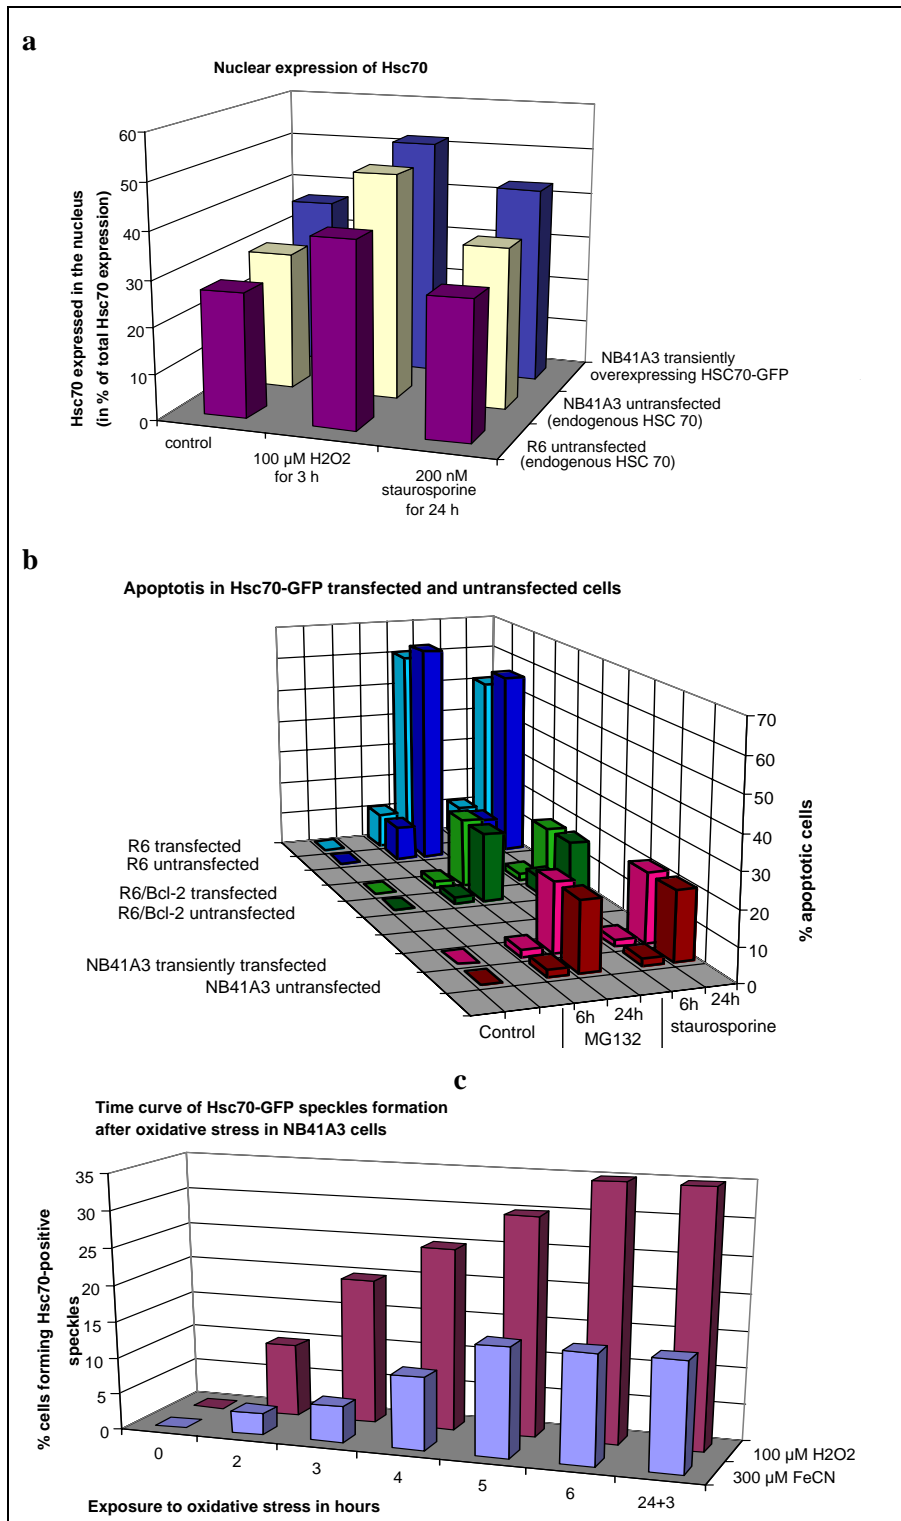 a
Nuclear expression of Hsc70
Hsc70 expressed in the nucleus
(in % of total Hsc70 expression)
60
50
40
30
20
10
0
control
100 µM H2O2
for 3 h
200 nM
staurosporine
for 24 h
NB41A3 transiently
overexpressing HSC70-GFP
NB41A3 untransfected
(endogenous HSC 70)
R6 untransfected
(endogenous HSC 70)
b
Apoptotis in Hsc70-GFP transfected and untransfected cells
70
60
50
40
30
20
10
0
% apoptotic cells
R6 transfected
R6 untransfected
R6/Bcl-2 transfected
R6/Bcl-2 untransfected
NB41A3 transiently transfected
NB41A3 untransfected
Control
6h
24h
MG132
6h
24h
staurosporine
c
Time curve of Hsc70-GFP speckles formation
after oxidative stress in NB41A3 cells
% cells forming Hsc70-positive
speckles
35
30
25
20
15
10
5
0
0
2
3
4
5
6
24+3
100 µM H2O2
300 µM FeCN
Exposure to oxidative stress in hours